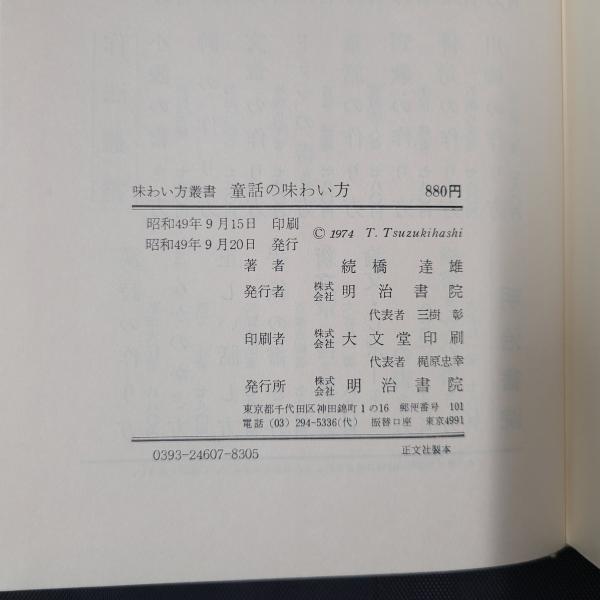 味わい方叢書 童話の味わい方 880円
昭和49年9月15日 印刷
昭和49年9月20日 発行
© 1974 T. Tsuzukihashi
著者 続橋達雄
発行者 株式会社 明治書院
代表者 三樹 彰
印刷者 株式会社 大文堂印刷
代表者 梶原忠幸
発行所 株式会社 明治書院
東京都千代田区神田錦町1の16 郵便番号 101
電話(03)294-5336(代) 振替口座 東京4991
0393-24607-8305 正文社製本